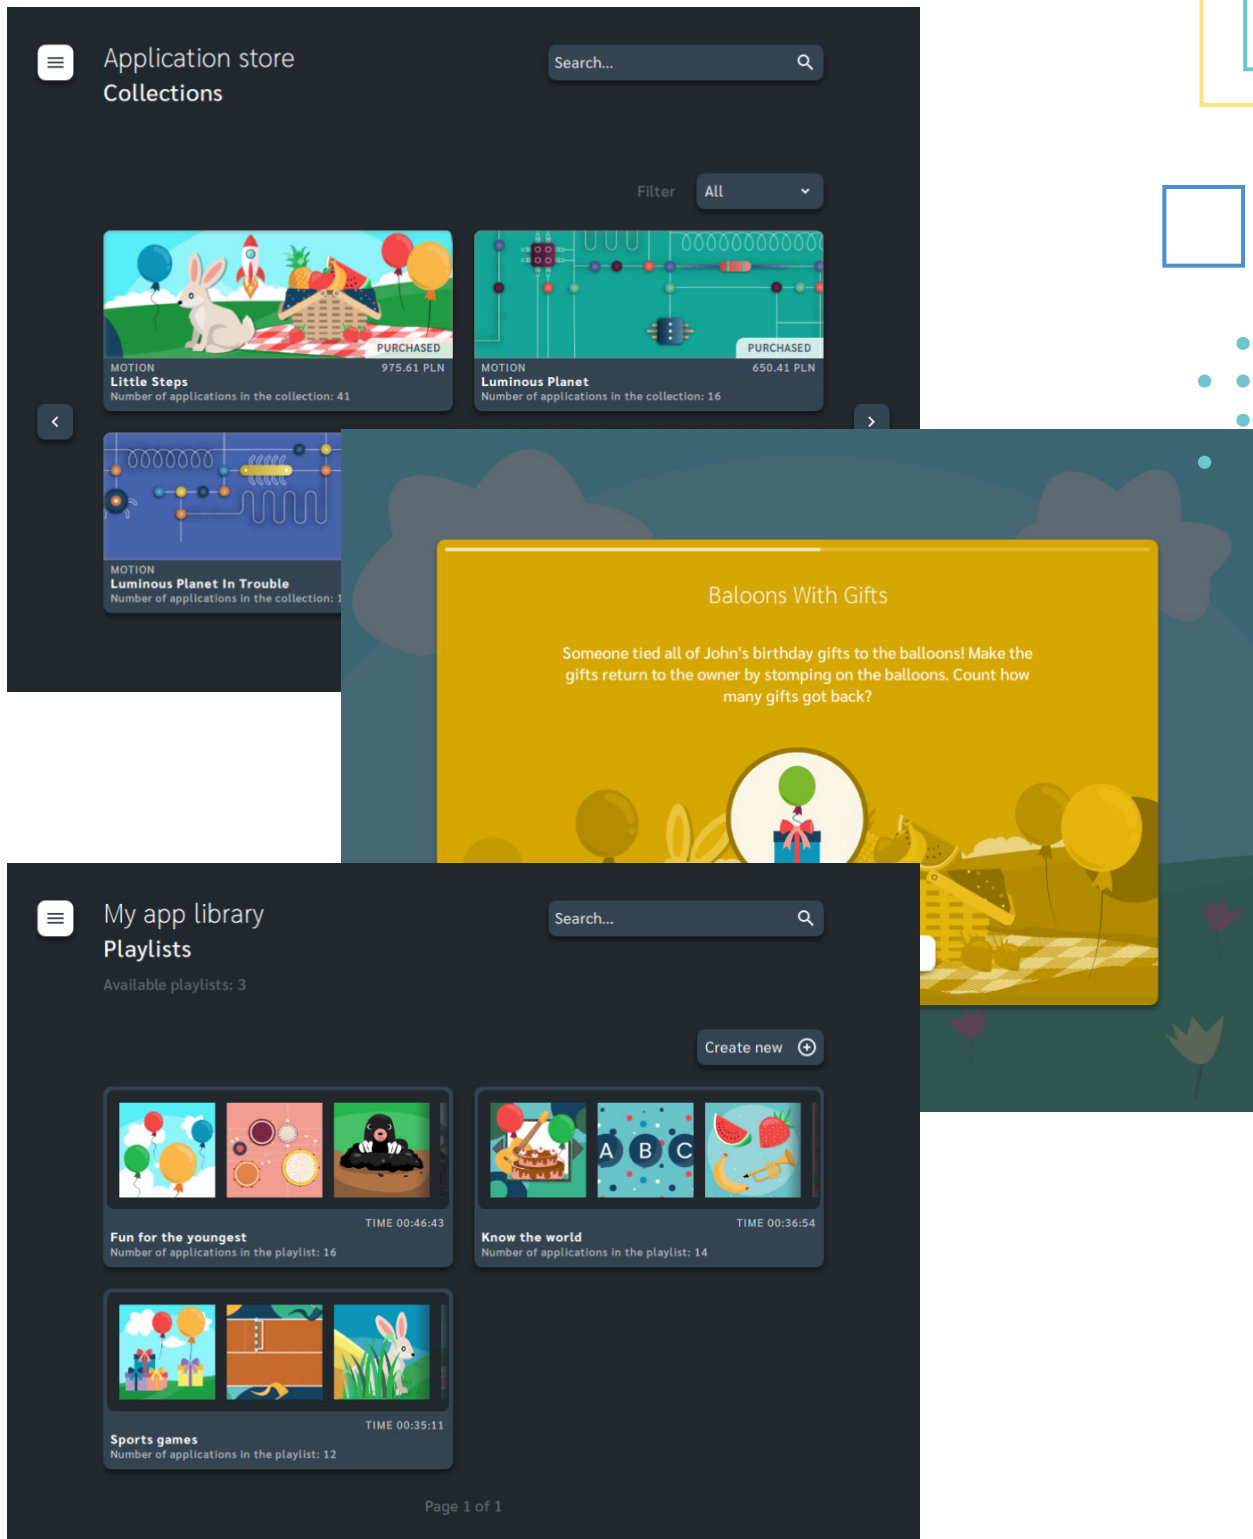 Application store
Collections
Search...
Filter
All
PURCHASED
MOTION
975.61 PLN
Little Steps
Number of applications in the collection: 41
PURCHASED
MOTION
650.41 PLN
Luminous Planet
Number of applications in the collection: 16
MOTION
Luminous Planet In Trouble
Number of applications in the collection: 1
Baloons With Gifts
Someone tied all of John's birthday gifts to the balloons! Make the
gifts return to the owner by stomping on the balloons. Count how
many gifts got back?
My app library
Playlists
Search...
Available playlists: 3
Create new
TIME 00:46:43
Fun for the youngest
Number of applications in the playlist: 16
A B C
TIME 00:36:54
Know the world
Number of applications in the playlist: 14
TIME 00:35:11
Sports games
Number of applications in the playlist: 12
Page 1 of 1